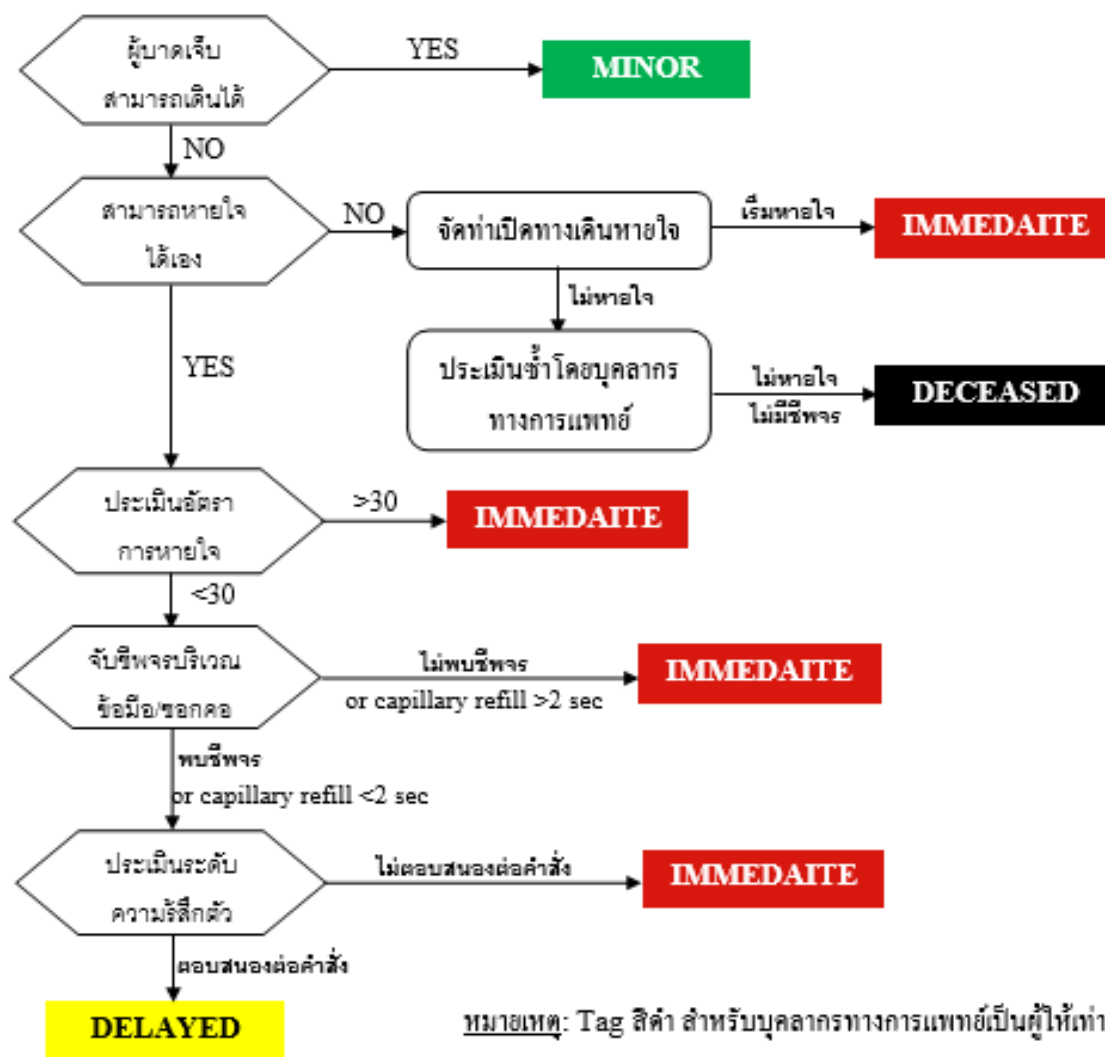 ผู้บาดเจ็บ
สามารถเดินได้
YES
MINOR
NO
สามารถหายใจ
ได้เอง
NO
จัดท่าเปิดทางเดินหายใจ
เริ่มหายใจ
IMMEDAITE
ไม่หายใจ
YES
ประเมินซ้ำโดยบุคลากร
ทางการแพทย์
ไม่หายใจ
ไม่มีชีพจร
DECEASED
ประเมินอัตรา
การหายใจ
>30
IMMEDAITE
<30
จับชีพจรบริเวณ
ข้อมือ/ซอกคอ
ไม่พบชีพจร
or capillary refill >2 sec
IMMEDAITE
พบชีพจร
or capillary refill <2 sec
ประเมินระดับ
ความรู้สึกตัว
ไม่ตอบสนองต่อคำสั่ง
IMMEDAITE
ตอบสนองต่อคำสั่ง
DELAYED
หมายเหตุ: Tag สีดำ สำหรับบุคลากรทางการแพทย์เป็นผู้ให้เท่า